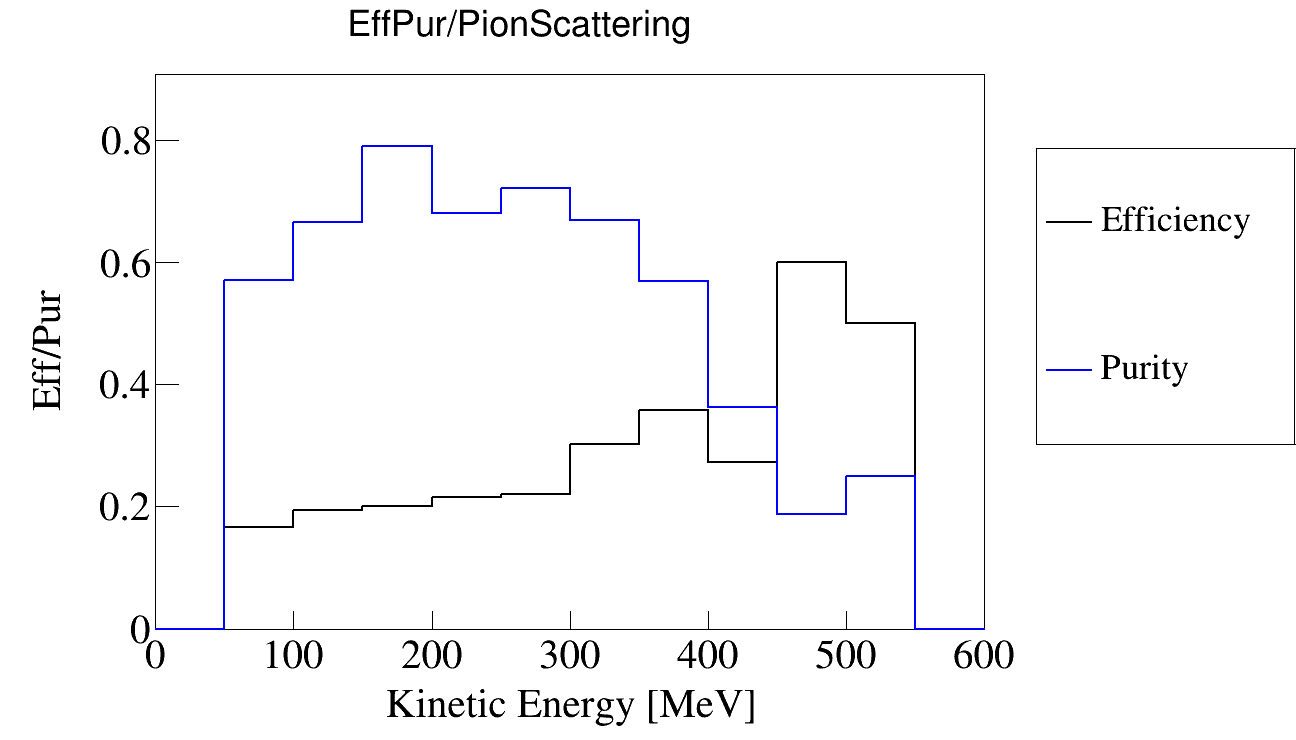 EffPur/PionScattering
Eff/Pur
0.8
0.6
0.4
0.2
0
0 100 200 300 400 500 600
Kinetic Energy [MeV]
Efficiency
Purity